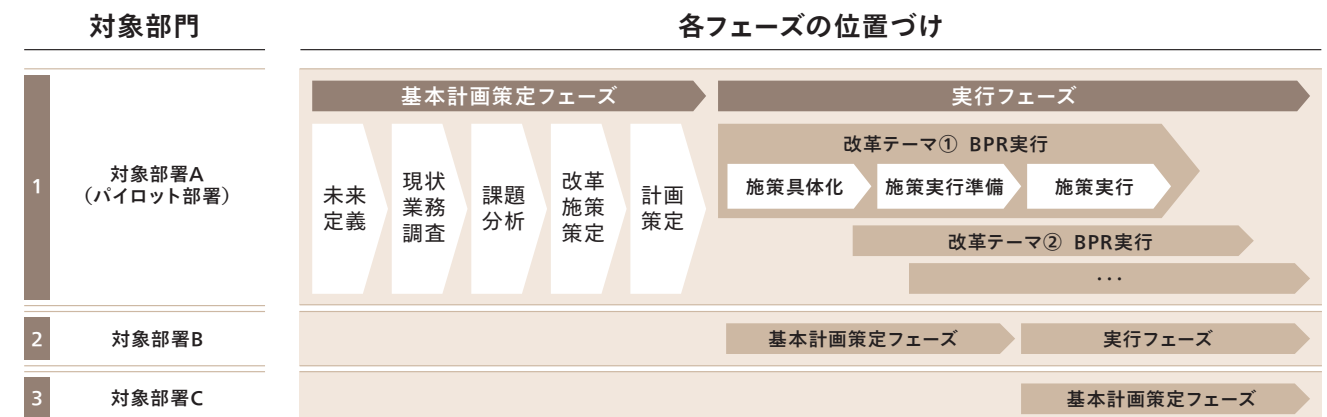 対象部門
各フェーズの位置づけ
1
対象部署A
（パイロット部署）
基本計画策定フェーズ
未来
定義
現状
業務
調査
課題
分析
改革
施策
策定
計画
策定
実行フェーズ
改革テーマ① BPR実行
施策具体化
施策実行準備
施策実行
改革テーマ② BPR実行
･･･
2
対象部署B
基本計画策定フェーズ
実行フェーズ
3
対象部署C
基本計画策定フェーズ